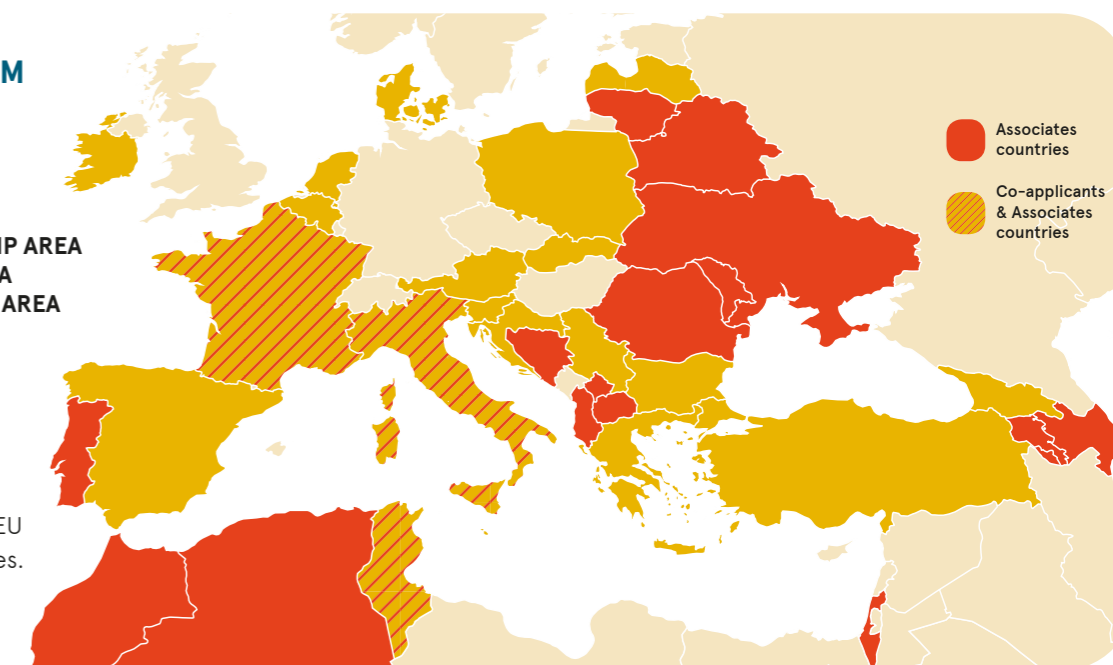 M
IP AREA
A
AREA
EU
es.
Associates
countries
Co-applicants
& Associates
countries